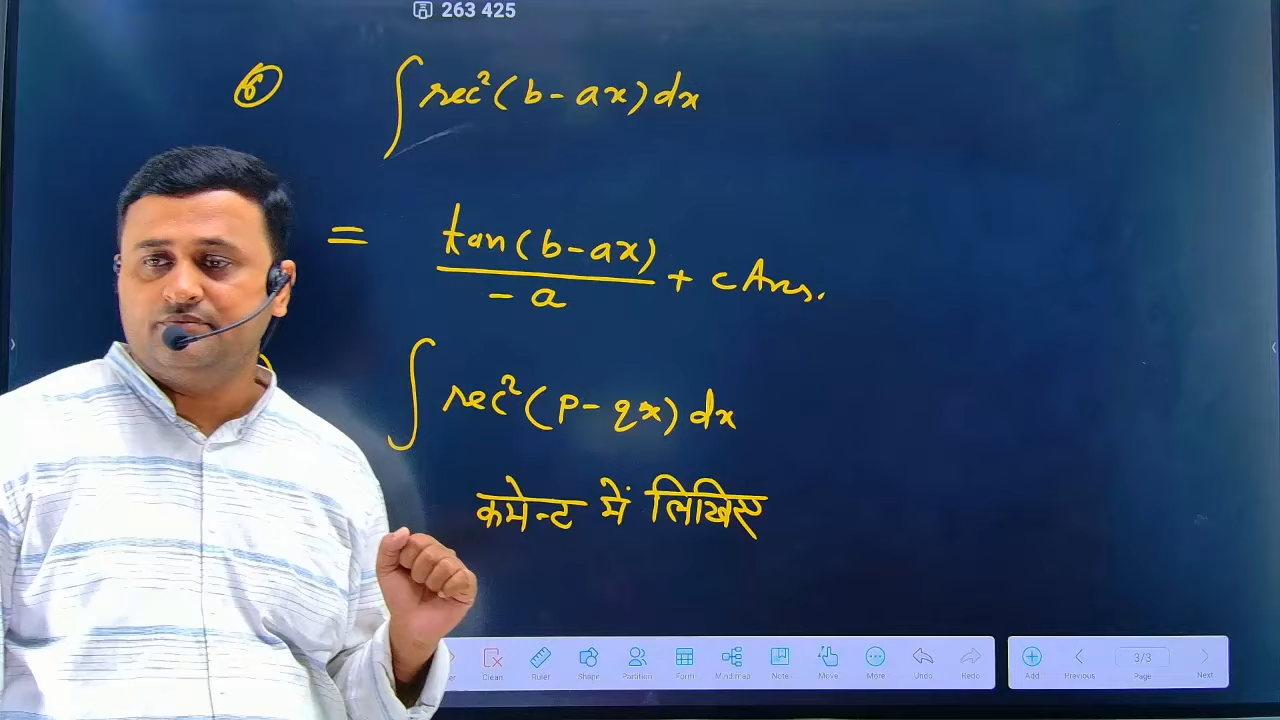 263 425
6 ∫ sec²(b-ax)dx
= tan(b-ax)/-a + c Ans.
∫ sec²(p-qx)dx
कमेन्ट में लिखिए
Clean Ruler Shape Partition Form Mind map Note Move More Undo Redo Add Previous 3/3 Page Next